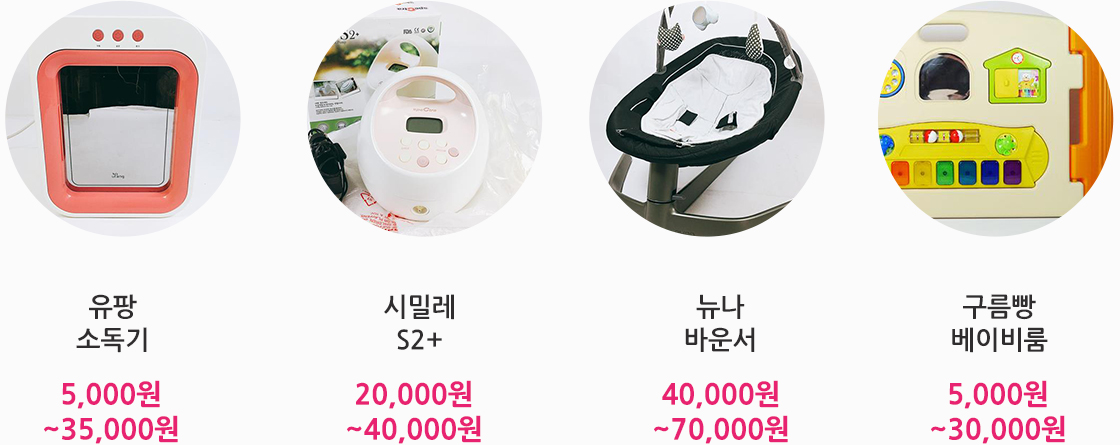 S2+
유팡
소독기
5,000원
~35,000원
시밀레
S2+
20,000원
~40,000원
뉴나
바운서
40,000원
~70,000원
구름빵
베이비룸
5,000원
~30,000원